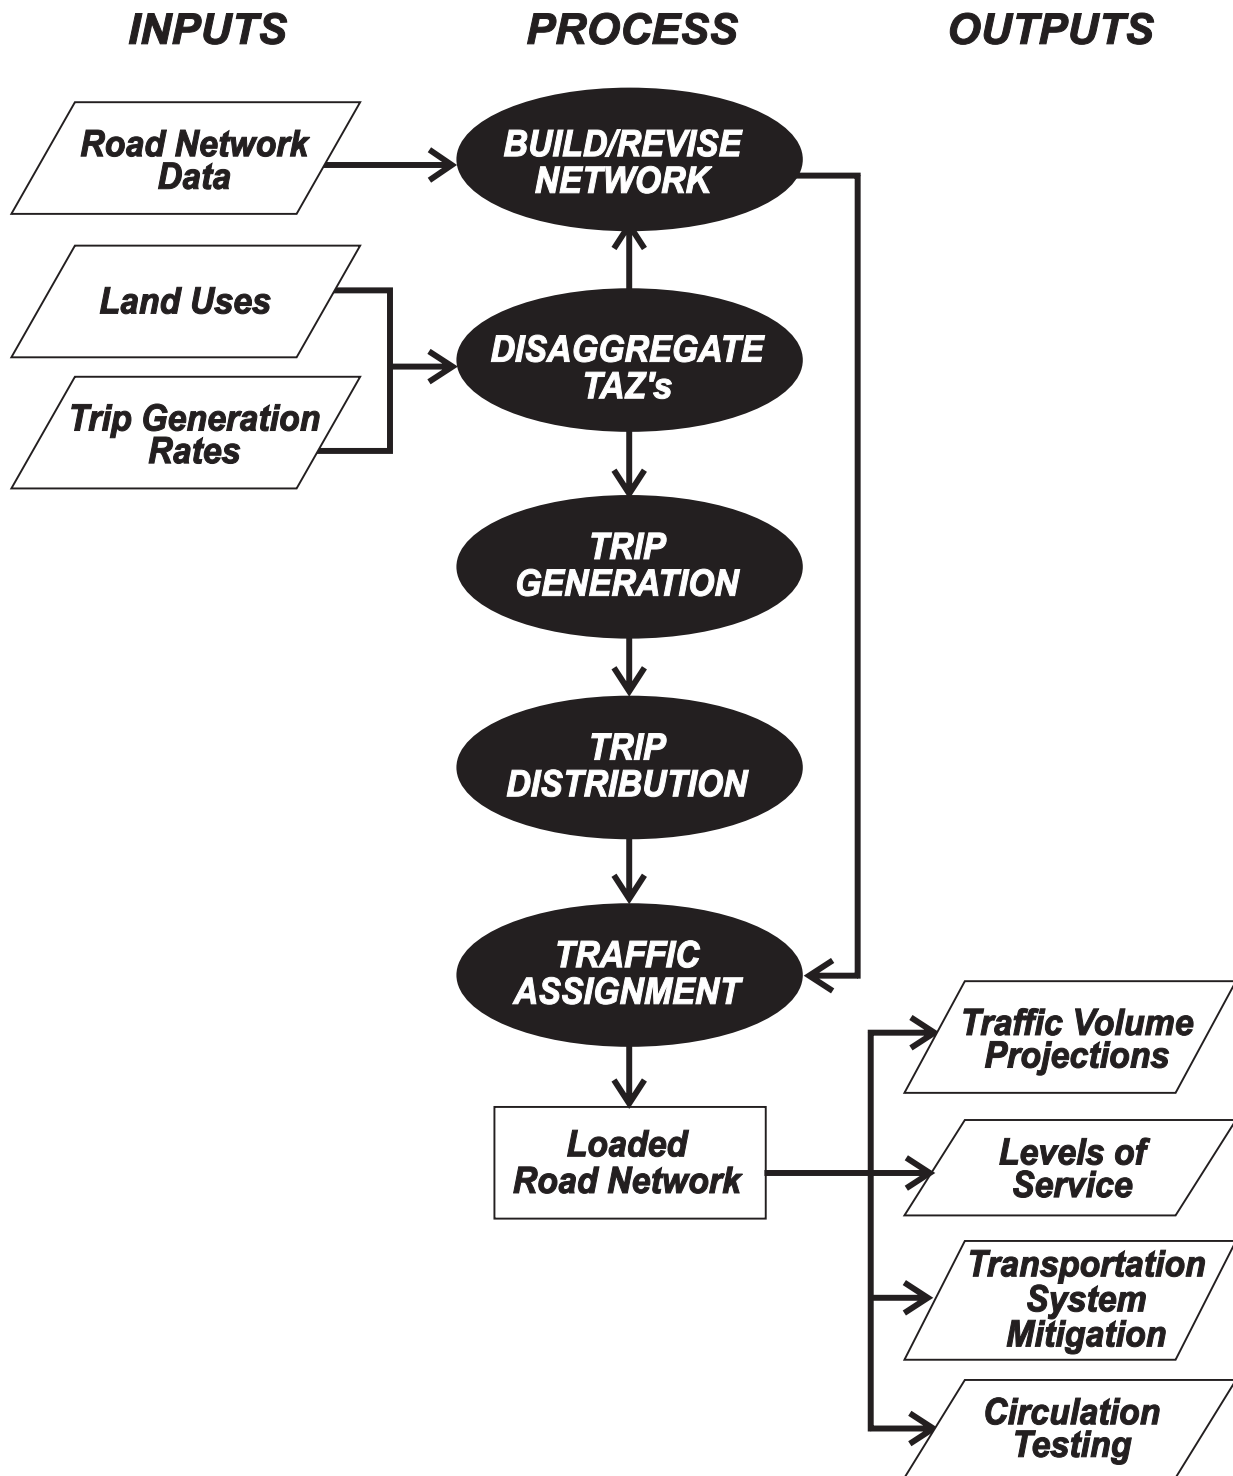 INPUTS
PROCESS
OUTPUTS
Road Network
Data
BUILD/REVISE
NETWORK
Land Uses
DISAGGREGATE
TAZ's
Trip Generation
Rates
TRIP
GENERATION
TRIP
DISTRIBUTION
TRAFFIC
ASSIGNMENT
Traffic Volume
Projections
Loaded
Road Network
Levels of
Service
Transportation
System
Mitigation
Circulation
Testing